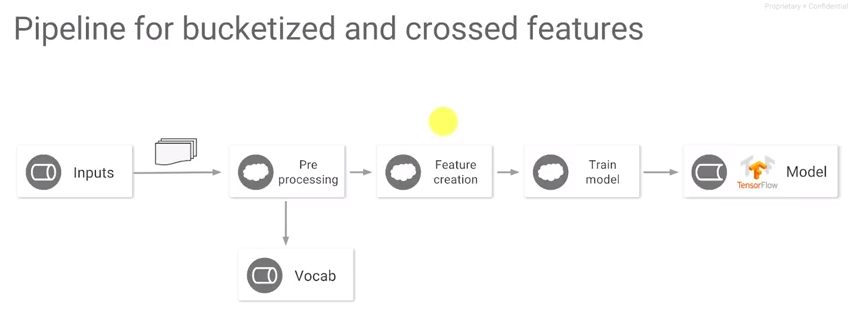 Proprietary + Confidential
Pipeline for bucketized and crossed features
Inputs
Pre
processing
Feature
creation
Train
model
TensorFlow
Model
Vocab